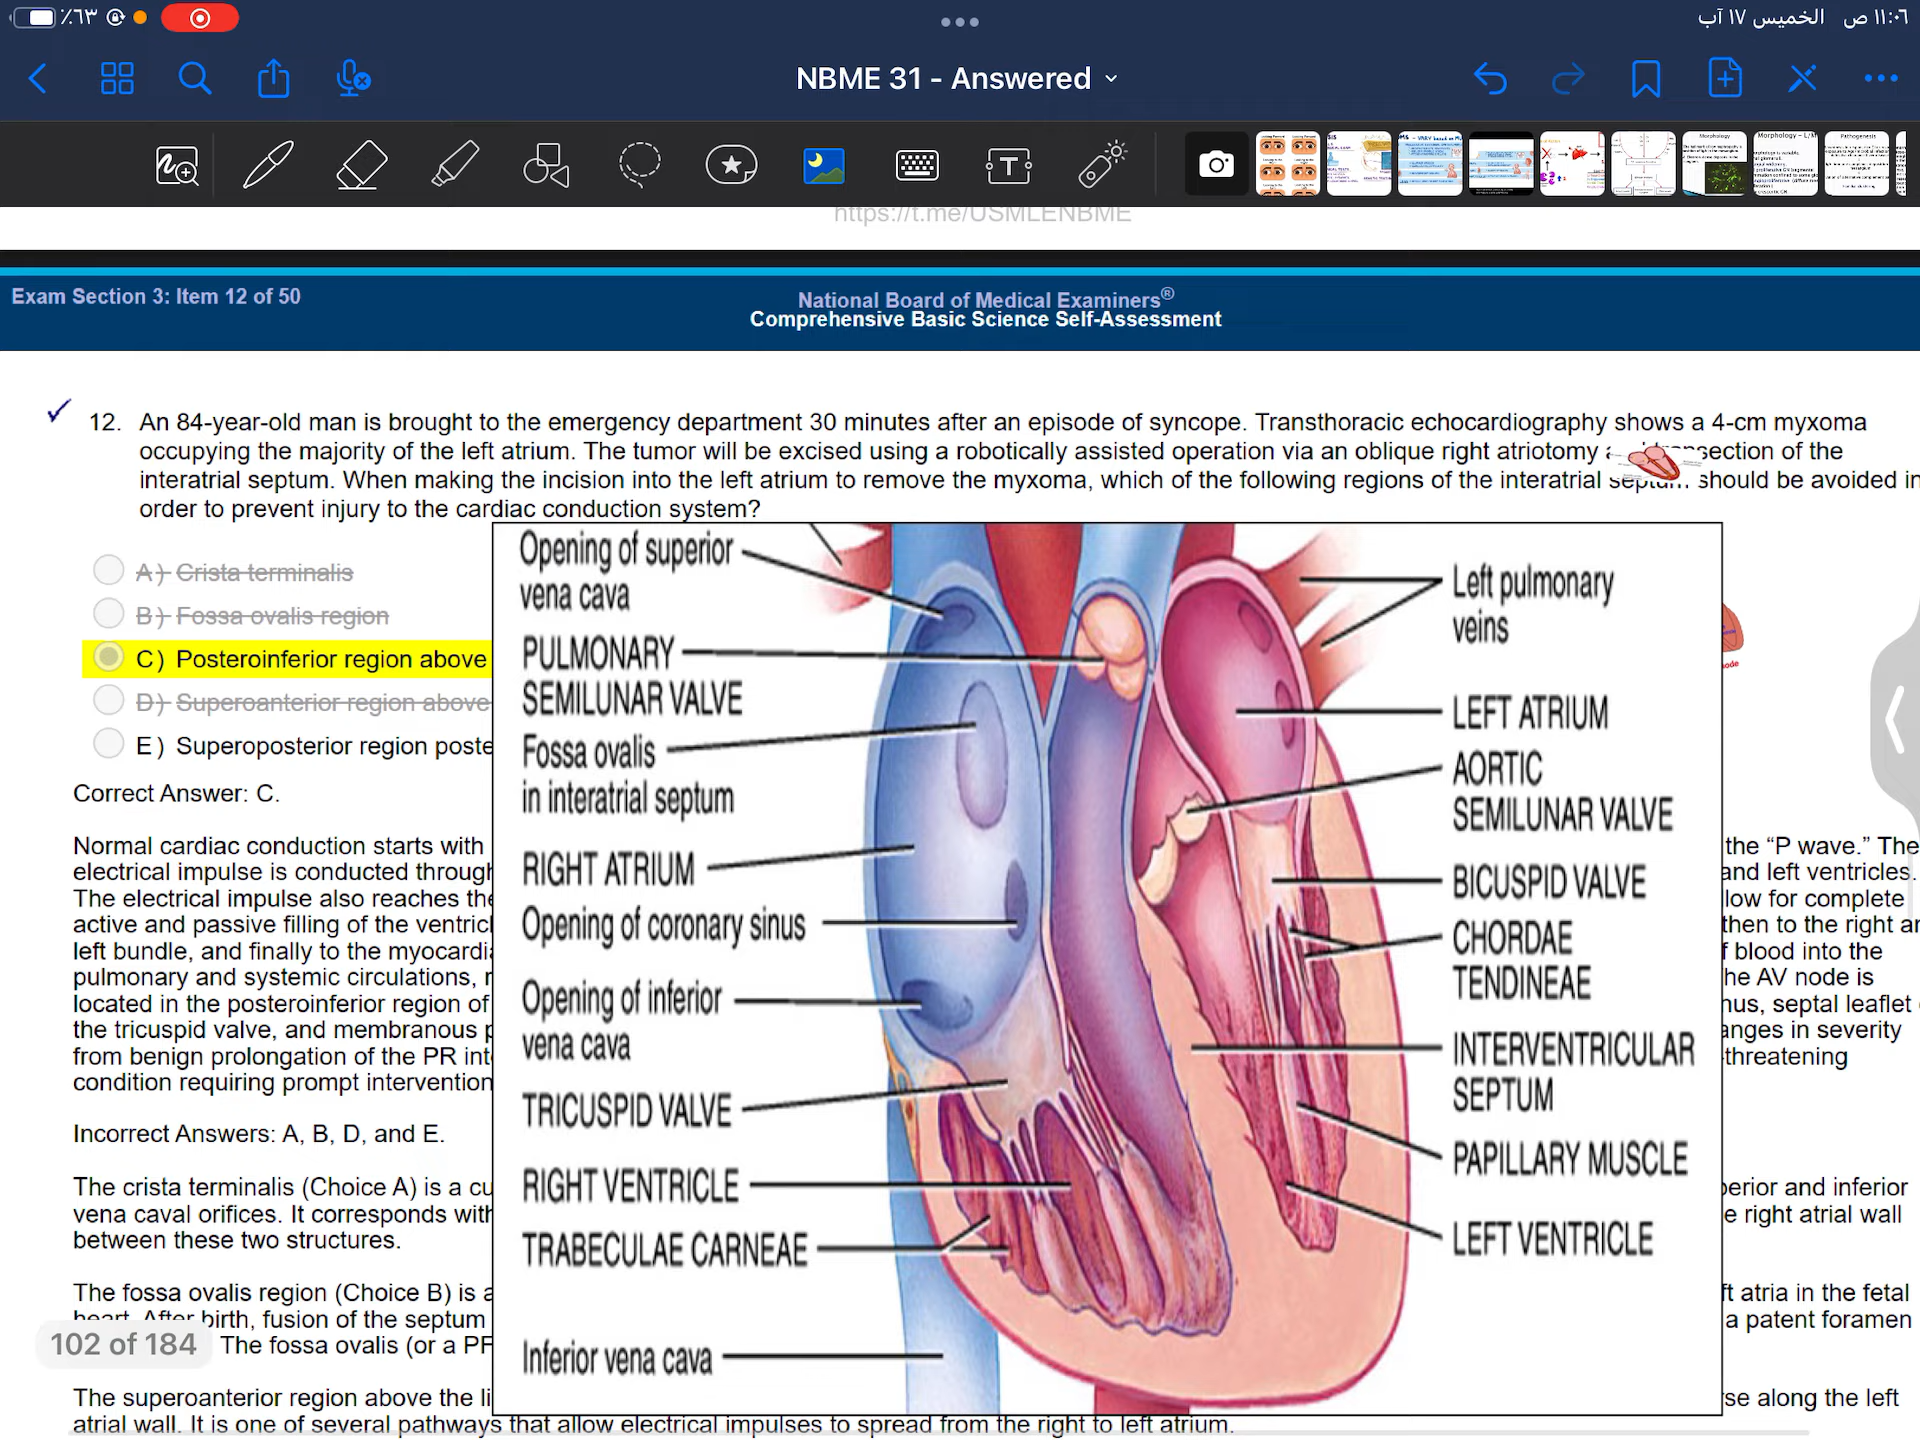 ٪٦٣
١١:٠٦ ص الخميس ١٧ آب
NBME 31 - Answered
https://t.me/USMLENBME
Exam Section 3: Item 12 of 50
National Board of Medical Examiners®
Comprehensive Basic Science Self-Assessment
12. An 84-year-old man is brought to the emergency department 30 minutes after an episode of syncope. Transthoracic echocardiography shows a 4-cm myxoma
occupying the majority of the left atrium. The tumor will be excised using a robotically assisted operation via an oblique right atriotomy section of the
interatrial septum. When making the incision into the left atrium to remove the myxoma, which of the following regions of the interatrial septum should be avoided in
order to prevent injury to the cardiac conduction system?
A) Crista terminalis
B) Fossa ovalis region
C) Posteroinferior region above
D) Superoanterior region above
E) Superoposterior region poste
Correct Answer: C.
Normal cardiac conduction starts with the “P wave.” The
electrical impulse is conducted through and left ventricles.
The electrical impulse also reaches the low for complete
active and passive filling of the ventric then to the right
left bundle, and finally to the myocardi f blood into the
pulmonary and systemic circulations, he AV node is
located in the posteroinferior region of nus, septal leaflet
the tricuspid valve, and membranous anges in severity
from benign prolongation of the PR int -threatening
condition requiring prompt intervention
Incorrect Answers: A, B, D, and E.
The crista terminalis (Choice A) is a cu perior and inferior
vena caval orifices. It corresponds with e right atrial wall
between these two structures.
The fossa ovalis region (Choice B) is a ft atria in the fetal
heart. After birth, fusion of the septum a patent foramen
102 of 184 The fossa ovalis (or a PF
The superoanterior region above the li rse along the left
atrial wall. It is one of several pathways that allow electrical impulses to spread from the right to left atrium.
Opening of superior
vena cava
PULMONARY
SEMILUNAR VALVE
Fossa ovalis
in interatrial septum
RIGHT ATRIUM
Opening of coronary sinus
Opening of inferior
vena cava
TRICUSPID VALVE
RIGHT VENTRICLE
TRABECULAE CARNEAE
Inferior vena cava
Left pulmonary
veins
LEFT ATRIUM
AORTIC
SEMILUNAR VALVE
BICUSPID VALVE
CHORDAE
TENDINEAE
INTERVENTRICULAR
SEPTUM
PAPILLARY MUSCLE
LEFT VENTRICLE